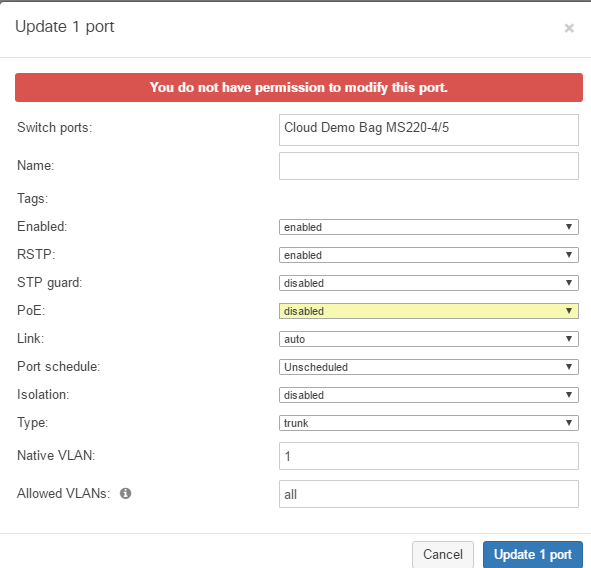 Update 1 port
×
You do not have permission to modify this port.
Switch ports: Cloud Demo Bag MS220-4/5
Name:
Tags:
Enabled: enabled
RSTP: enabled
STP guard: disabled
PoE: disabled
Link: auto
Port schedule: Unscheduled
Isolation: disabled
Type: trunk
Native VLAN: 1
Allowed VLANs: all
Cancel Update 1 port